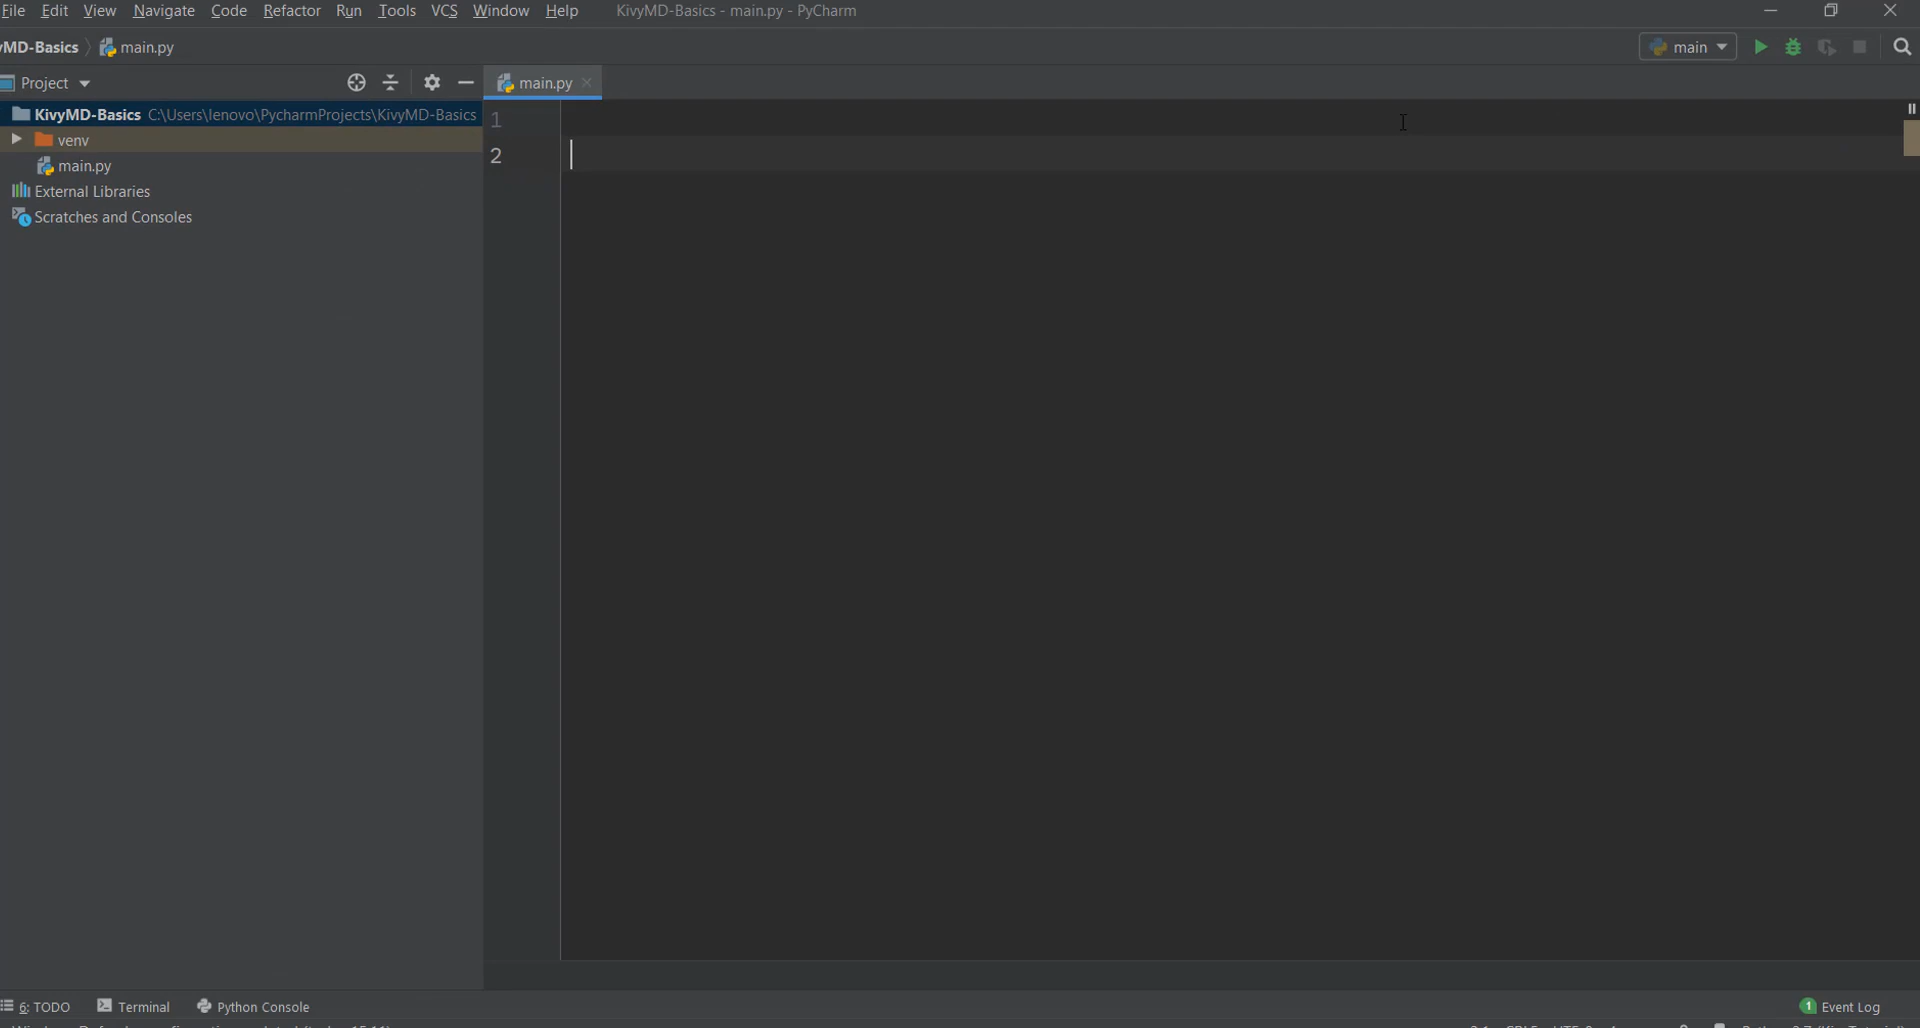 File Edit View Navigate Code Refactor Run Tools VCS Window Help KivyMD-Basics - main.py - PyCharm
yMD-Basics main.py main
Project main.py
KivyMD-Basics C:\Users\lenovo\PycharmProjects\KivyMD-Basics 1
venv
2
main.py
External Libraries
Scratches and Consoles
6: TODO Terminal Python Console 1 Event Log